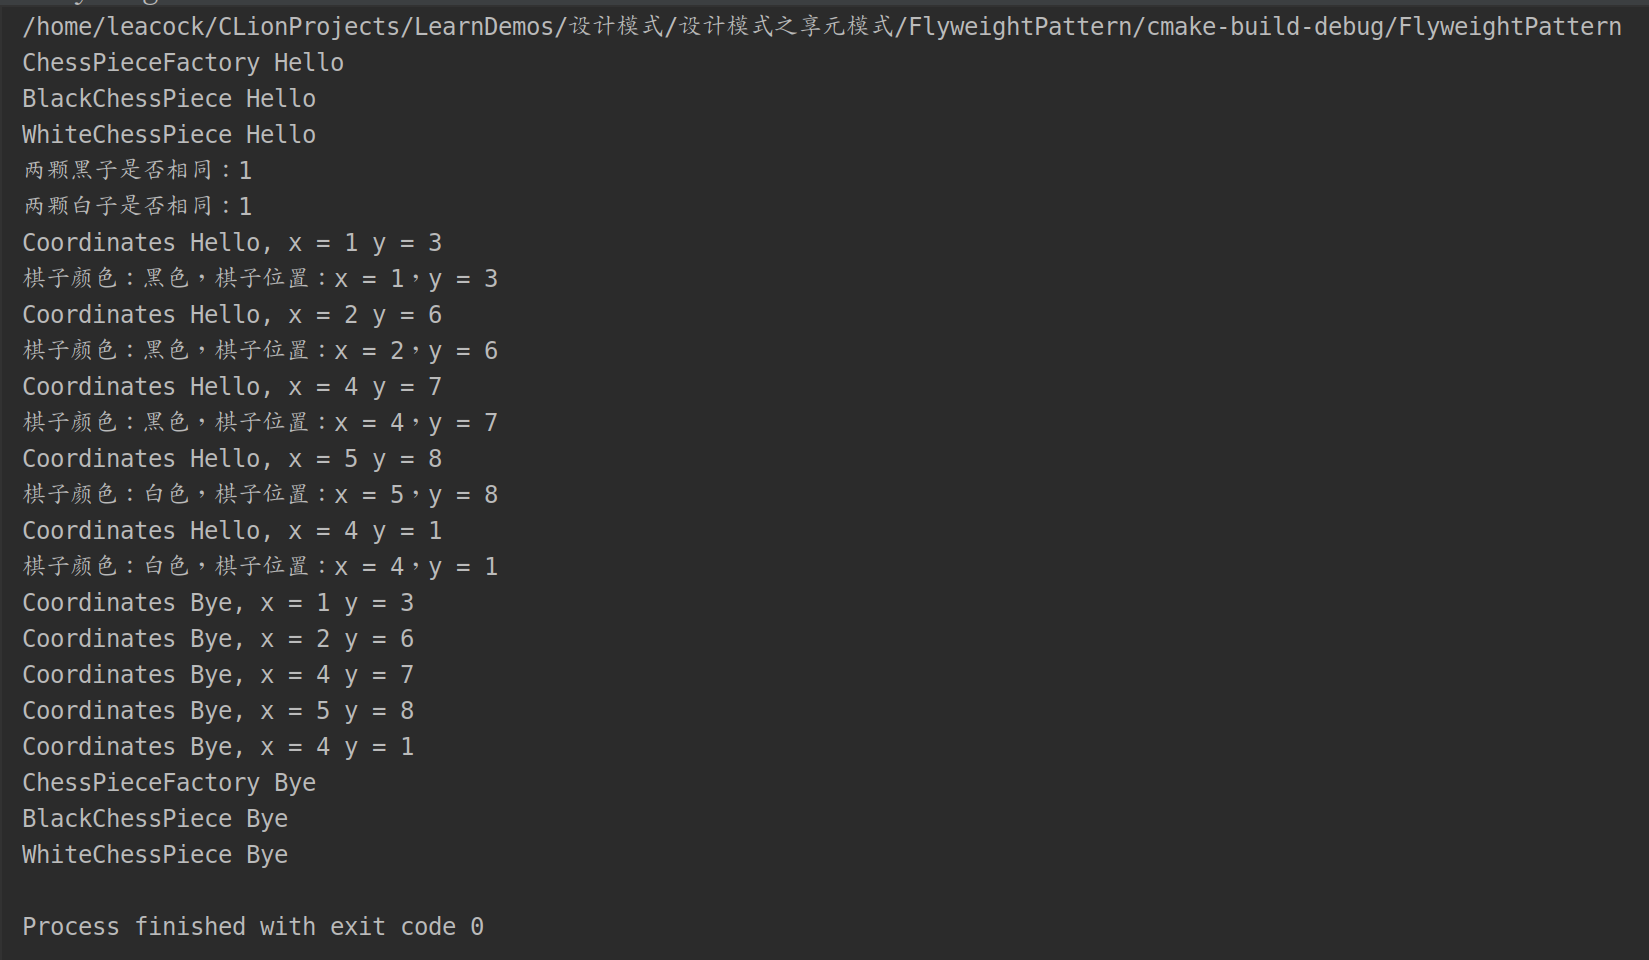 /home/leacock/CLionProjects/LearnDemos/设计模式/设计模式之享元模式/FlyweightPattern/cmake-build-debug/FlyweightPattern
ChessPieceFactory Hello
BlackChessPiece Hello
WhiteChessPiece Hello
两颗黑子是否相同：1
两颗白子是否相同：1
Coordinates Hello, x = 1 y = 3
棋子颜色：黑色，棋子位置：x = 1，y = 3
Coordinates Hello, x = 2 y = 6
棋子颜色：黑色，棋子位置：x = 2，y = 6
Coordinates Hello, x = 4 y = 7
棋子颜色：黑色，棋子位置：x = 4，y = 7
Coordinates Hello, x = 5 y = 8
棋子颜色：白色，棋子位置：x = 5，y = 8
Coordinates Hello, x = 4 y = 1
棋子颜色：白色，棋子位置：x = 4，y = 1
Coordinates Bye, x = 1 y = 3
Coordinates Bye, x = 2 y = 6
Coordinates Bye, x = 4 y = 7
Coordinates Bye, x = 5 y = 8
Coordinates Bye, x = 4 y = 1
ChessPieceFactory Bye
BlackChessPiece Bye
WhiteChessPiece Bye
Process finished with exit code 0